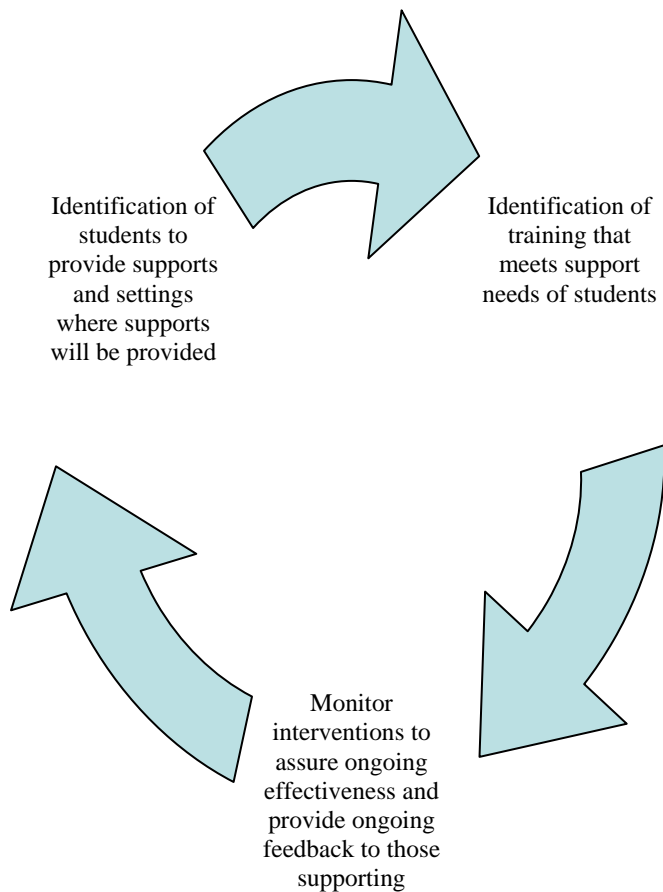 Identification of
students to
provide supports
and settings
where supports
will be provided
Identification of
training that
meets support
needs of students
Monitor
interventions to
assure ongoing
effectiveness and
provide ongoing
feedback to those
supporting